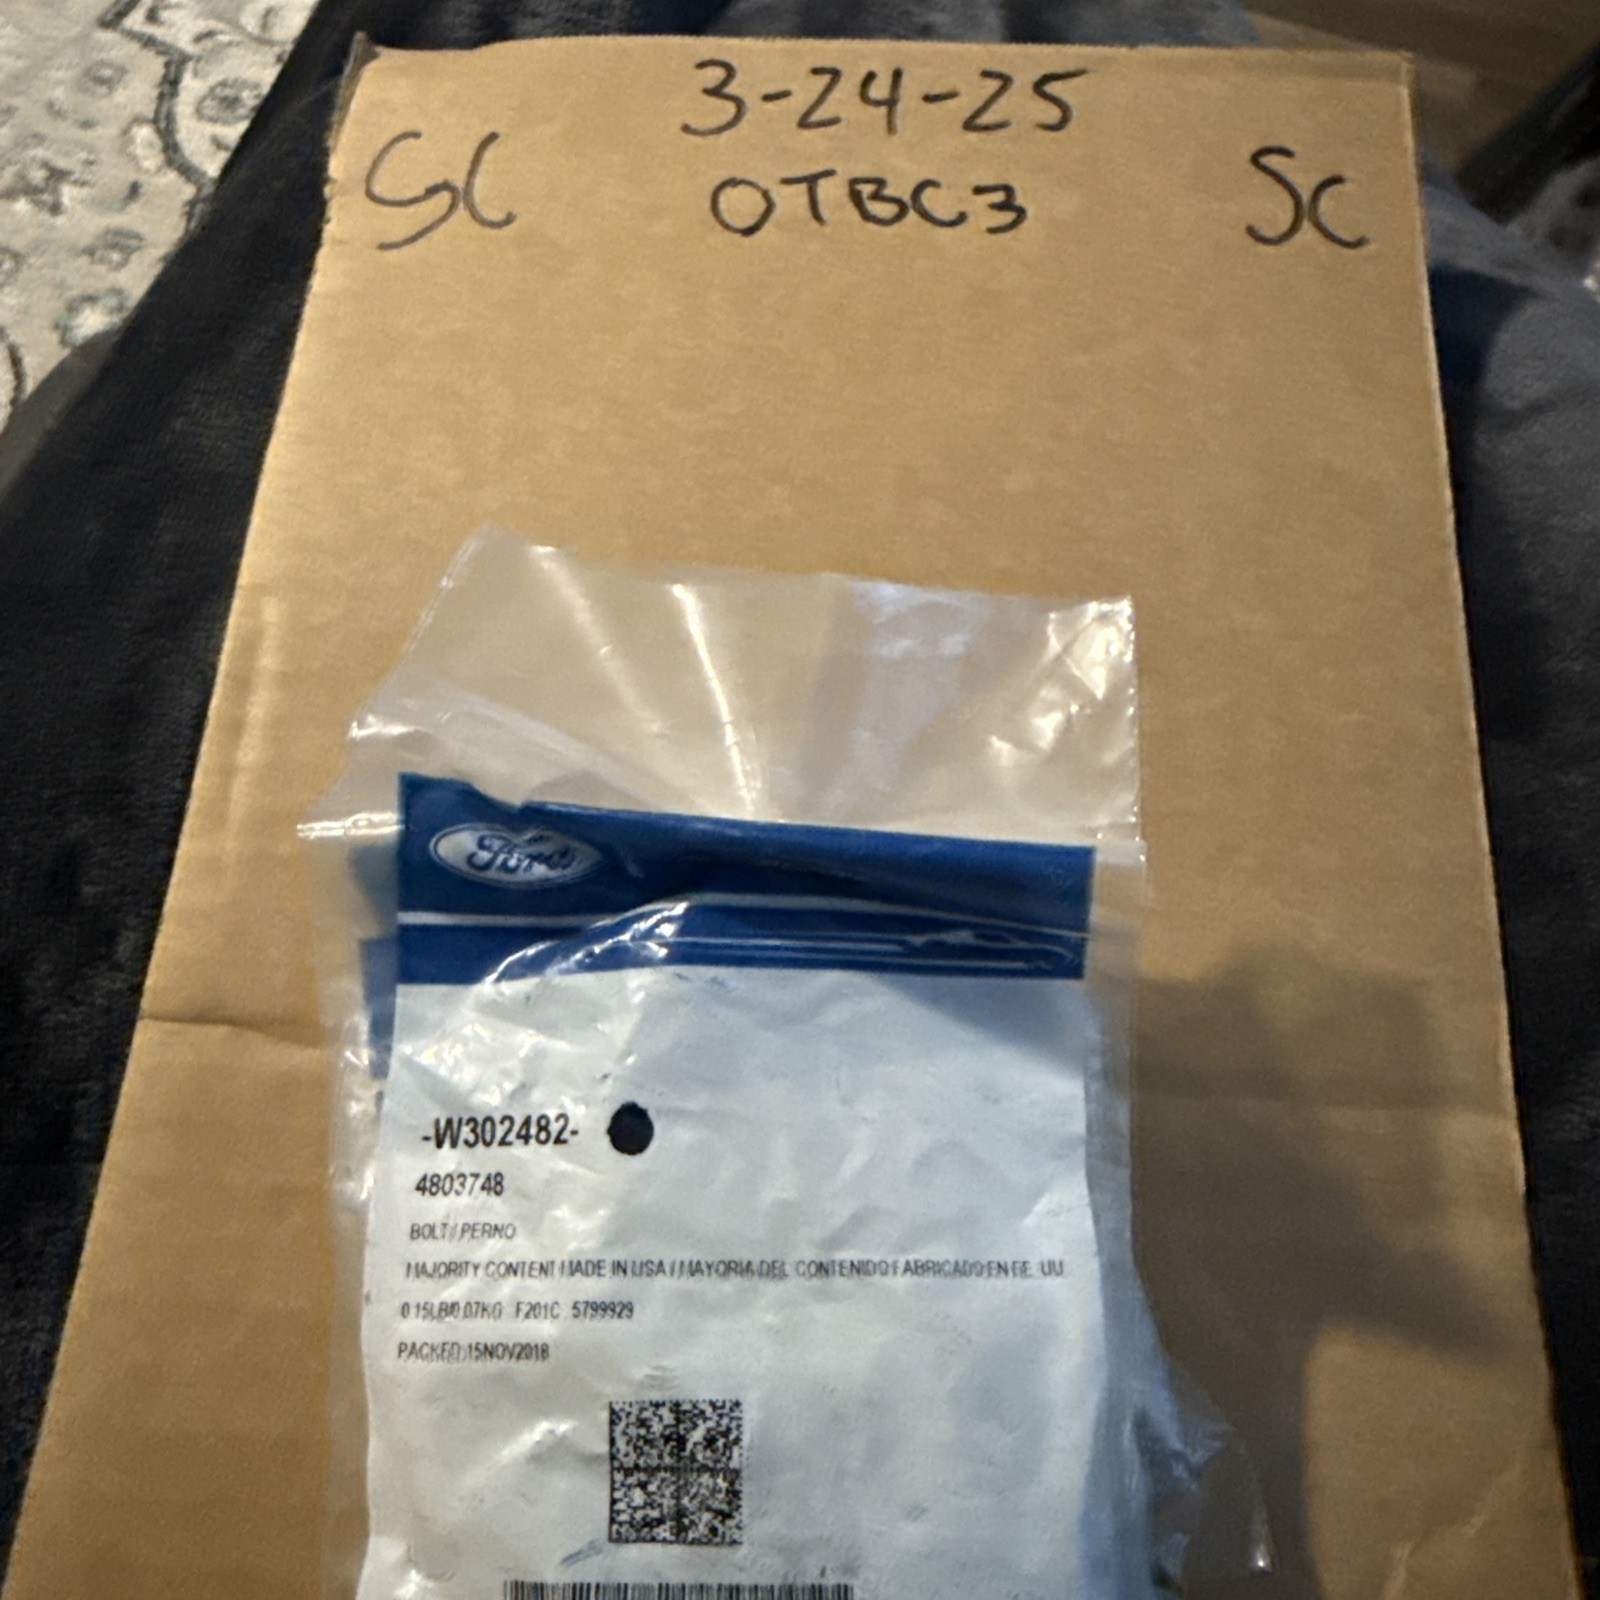 3-24-25
SC OTBC3 SC
Ford
-W302482-
4803748
BOLT / PERNO
MAJORITY CONTENT MADE IN USA / MAYORIA DEL CONTENIDO FABRICADO EN EE. UU
0.15LB/0.07KG F201C 5799929
PACKED:15NOV2018